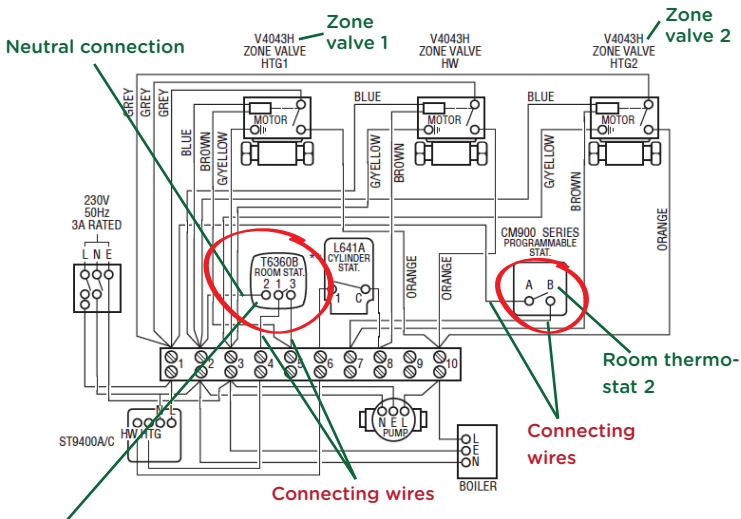 Neutral connection
Zone
valve 1
Zone
valve 2
V4043H
ZONE VALVE
HTG1
V4043H
ZONE VALVE
HW
V4043H
ZONE VALVE
HTG2
GREY
GREY
GREY
BLUE
BLUE
MOTOR
MOTOR
MOTOR
BLUE
BROWN
G/YELLOW
G/YELLOW
BROWN
G/YELLOW
BROWN
ORANGE
230V
50Hz
3A RATED
L N E
T6360B
ROOM STAT.
2 1 3
**
L641A
CYLINDER
STAT.
1 C
ORANGE
ORANGE
CM900 SERIES
PROGRAMMABLE
STAT.
A B
1 2 3 4 5 6 7 8 9 10
Room thermo-
stat 2
N L
HW HTG
ST9400A/C
N E L
PUMP
L
E
N
BOILER
Connecting
wires
Connecting wires